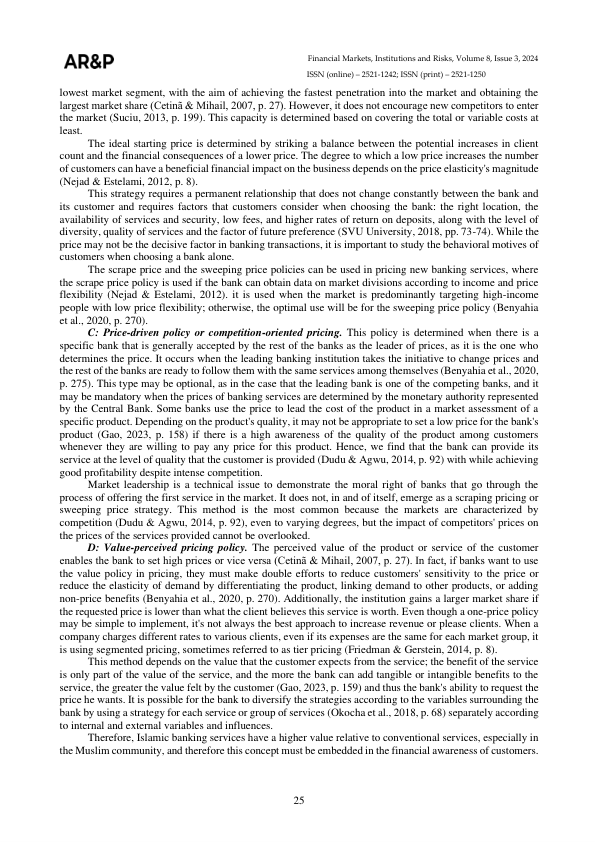 AR&P
Financial Markets, Institutions and Risks, Volume 8, Issue 3, 2024
ISSN (online) – 2521-1242; ISSN (print) – 2521-1250
lowest market segment, with the aim of achieving the fastest penetration into the market and obtaining the
largest market share (Cetină & Mihail, 2007, p. 27). However, it does not encourage new competitors to enter
the market (Suciu, 2013, p. 199). This capacity is determined based on covering the total or variable costs at
least.
The ideal starting price is determined by striking a balance between the potential increases in client
count and the financial consequences of a lower price. The degree to which a low price increases the number
of customers can have a beneficial financial impact on the business depends on the price elasticity's magnitude
(Nejad & Estelami, 2012, p. 8).
This strategy requires a permanent relationship that does not change constantly between the bank and
its customer and requires factors that customers consider when choosing the bank: the right location, the
availability of services and security, low fees, and higher rates of return on deposits, along with the level of
diversity, quality of services and the factor of future preference (SVU University, 2018, pp. 73-74). While the
price may not be the decisive factor in banking transactions, it is important to study the behavioral motives of
customers when choosing a bank alone.
The scrape price and the sweeping price policies can be used in pricing new banking services, where
the scrape price policy is used if the bank can obtain data on market divisions according to income and price
flexibility (Nejad & Estelami, 2012). it is used when the market is predominantly targeting high-income
people with low price flexibility; otherwise, the optimal use will be for the sweeping price policy (Benyahia
et al., 2020, p. 270).
C: Price-driven policy or competition-oriented pricing. This policy is determined when there is a
specific bank that is generally accepted by the rest of the banks as the leader of prices, as it is the one who
determines the price. It occurs when the leading banking institution takes the initiative to change prices and
the rest of the banks are ready to follow them with the same services among themselves (Benyahia et al., 2020,
p. 275). This type may be optional, as in the case that the leading bank is one of the competing banks, and it
may be mandatory when the prices of banking services are determined by the monetary authority represented
by the Central Bank. Some banks use the price to lead the cost of the product in a market assessment of a
specific product. Depending on the product's quality, it may not be appropriate to set a low price for the bank's
product (Gao, 2023, p. 158) if there is a high awareness of the quality of the product among customers
whenever they are willing to pay any price for this product. Hence, we find that the bank can provide its
service at the level of quality that the customer is provided (Dudu & Agwu, 2014, p. 92) with while achieving
good profitability despite intense competition.
Market leadership is a technical issue to demonstrate the moral right of banks that go through the
process of offering the first service in the market. It does not, in and of itself, emerge as a scraping pricing or
sweeping price strategy. This method is the most common because the markets are characterized by
competition (Dudu & Agwu, 2014, p. 92), even to varying degrees, but the impact of competitors' prices on
the prices of the services provided cannot be overlooked.
D: Value-perceived pricing policy. The perceived value of the product or service of the customer
enables the bank to set high prices or vice versa (Cetină & Mihail, 2007, p. 27). In fact, if banks want to use
the value policy in pricing, they must make double efforts to reduce customers' sensitivity to the price or
reduce the elasticity of demand by differentiating the product, linking demand to other products, or adding
non-price benefits (Benyahia et al., 2020, p. 270). Additionally, the institution gains a larger market share if
the requested price is lower than what the client believes this service is worth. Even though a one-price policy
may be simple to implement, it's not always the best approach to increase revenue or please clients. When a
company charges different rates to various clients, even if its expenses are the same for each market group, it
is using segmented pricing, sometimes referred to as tier pricing (Friedman & Gerstein, 2014, p. 8).
This method depends on the value that the customer expects from the service; the benefit of the service
is only part of the value of the service, and the more the bank can add tangible or intangible benefits to the
service, the greater the value felt by the customer (Gao, 2023, p. 159) and thus the bank's ability to request the
price he wants. It is possible for the bank to diversify the strategies according to the variables surrounding the
bank by using a strategy for each service or group of services (Okocha et al., 2018, p. 68) separately according
to internal and external variables and influences.
Therefore, Islamic banking services have a higher value relative to conventional services, especially in
the Muslim community, and therefore this concept must be embedded in the financial awareness of customers.
25